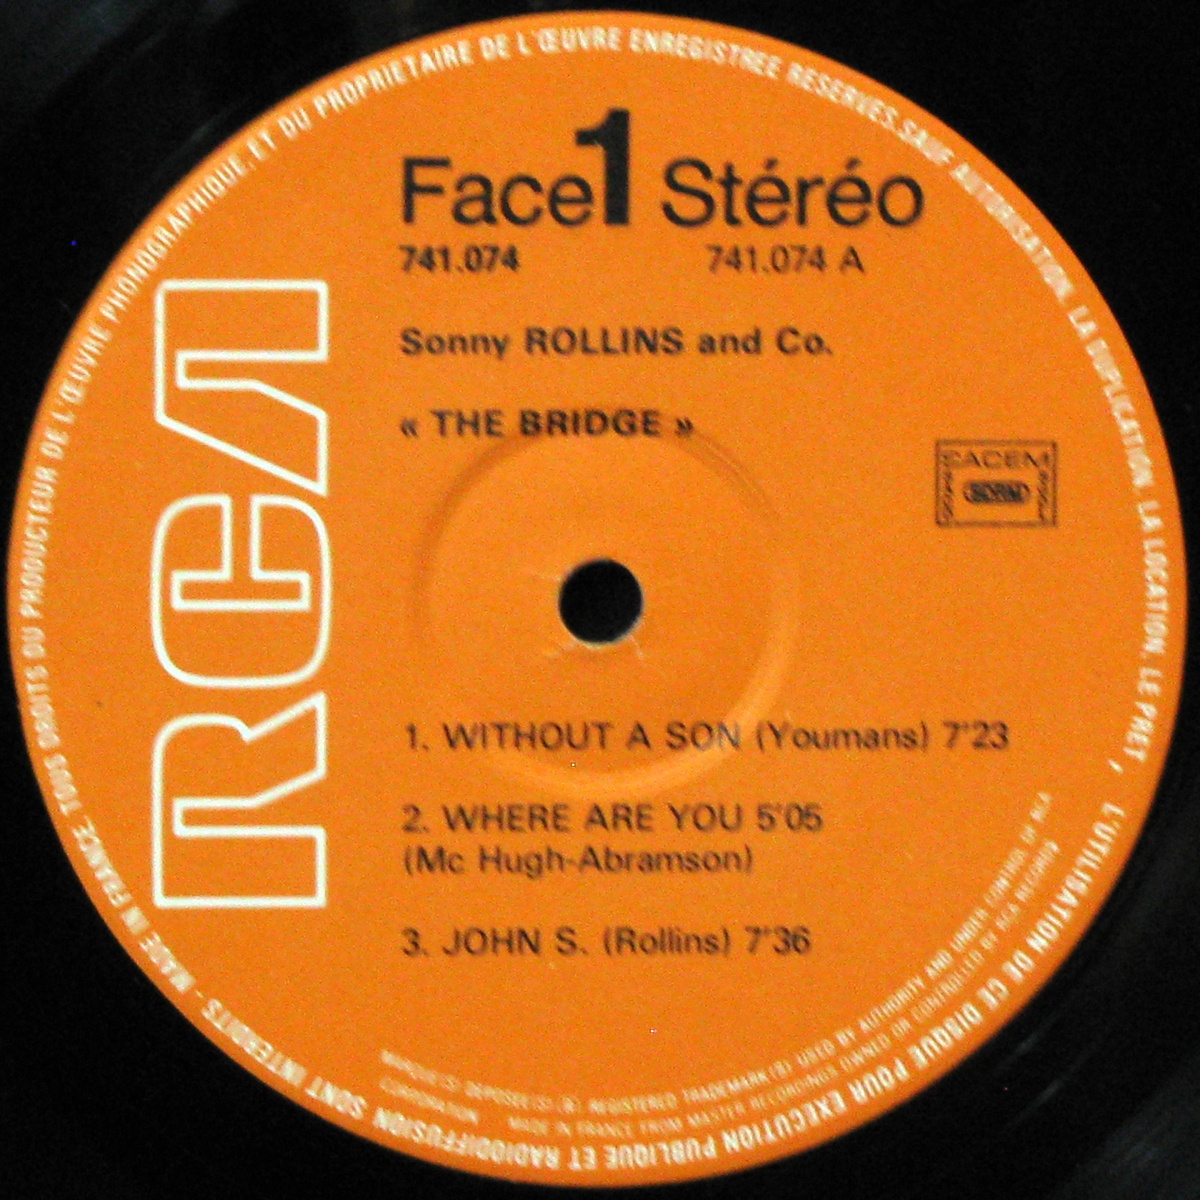 Face 1 Stéréo
741.074 741.074 A
Sonny ROLLINS and Co.
« THE BRIDGE »
SACEM
SDRM
RCA
1. WITHOUT A SON (Youmans) 7'23
2. WHERE ARE YOU 5'05
(Mc Hugh-Abramson)
3. JOHN S. (Rollins) 7'36
MADE IN FRANCE. TOUS DROITS DU PRODUCTEUR DE L'ŒUVRE PHONOGRAPHIQUE, ET DU PROPRIETAIRE DE L'ŒUVRE ENREGISTREE RESERVES. SAUF AUTORISATION, LA DUPLICATION, LA LOCATION, LE PRET, L'UTILISATION DE CE DISQUE POUR EXECUTION PUBLIQUE ET RADIODIFFUSION SONT INTERDITS -
(S) (R) REGISTERED TRADEMARK (S) USED BY AUTHORITY AND UNDER CONTROL OF RCA
CORPORATION MADE IN FRANCE FROM MASTER RECORDINGS OWNED OR CONTROLLED BY RCA RECORDS